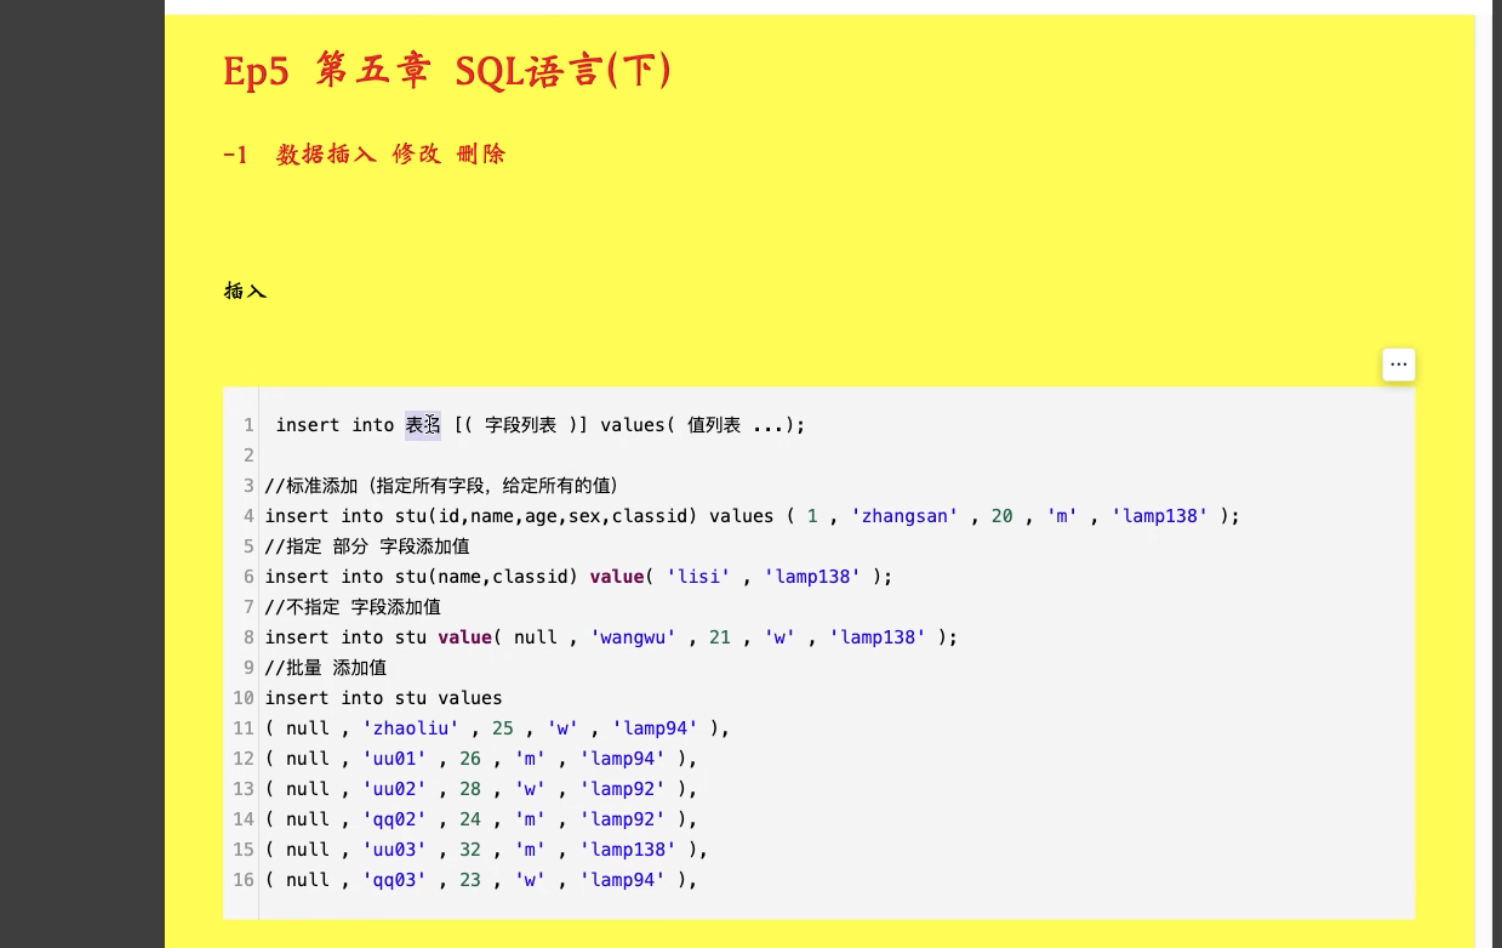 Ep5 第五章 SQL语言(下)
-1 数据插入 修改 删除
插入
...
1 insert into 表名 [( 字段列表 )] values( 值列表 ...);
2
3 //标准添加（指定所有字段，给定所有的值）
4 insert into stu(id,name,age,sex,classid) values ( 1 , 'zhangsan' , 20 , 'm' , 'lamp138' );
5 //指定 部分 字段添加值
6 insert into stu(name,classid) value( 'lisi' , 'lamp138' );
7 //不指定 字段添加值
8 insert into stu value( null , 'wangwu' , 21 , 'w' , 'lamp138' );
9 //批量 添加值
10 insert into stu values
11 ( null , 'zhaoliu' , 25 , 'w' , 'lamp94' ),
12 ( null , 'uu01' , 26 , 'm' , 'lamp94' ),
13 ( null , 'uu02' , 28 , 'w' , 'lamp92' ),
14 ( null , 'qq02' , 24 , 'm' , 'lamp92' ),
15 ( null , 'uu03' , 32 , 'm' , 'lamp138' ),
16 ( null , 'qq03' , 23 , 'w' , 'lamp94' ),